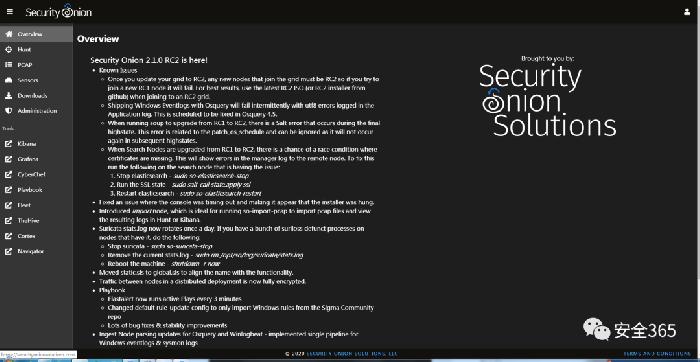 Security Onion
Overview
Hunt
PCAP
Sensors
Downloads
Administration
Tools
Kibana
Grafana
CyberChef
Playbook
Fleet
TheHive
Cortex
Navigator
Overview
Security Onion 2.1.0 RC2 is here!
• Known Issues
Once you update your grid to RC2, any new nodes that join the grid must be RC2 so if you try to
join a new RC1 node it will fail. For best results, use the latest RC2 ISO (or RC2 installer from
github) when joining to an RC2 grid.
Shipping Windows Eventlogs with Osquery will fail intermittently with utf8 errors logged in the
Application log. This is scheduled to be fixed in Osquery 4.5.
When running soup to upgrade from RC1 to RC2, there is a Salt error that occurs during the final
highstate. This error is related to the patch_os_schedule and can be ignored as it will not occur
again in subsequent highstates.
When Search Nodes are upgraded from RC1 to RC2, there is a chance of a race condition where
certificates are missing. This will show errors in the manager log to the remote node. To fix this
run the following on the search node that is having the issue:
1. Stop elasticsearch - sudo so-elasticsearch-stop
2. Run the SSL state - sudo salt-call state.apply ssl
3. Restart elasticsearch - sudo so-elasticsearch-restart
• Fixed an issue where the console was timing out and making it appear that the installer was hung.
• Introduced import node, which is ideal for running so-import-pcap to import pcap files and view
the resulting logs in Hunt or Kibana.
• Suricata stats.log now rotates once a day. If you have a bunch of suriloss defunct processes on
nodes that have it, do the following:
Stop suricata - sudo so-suricata-stop
Remove the current stats.log - sudo rm /opt/so/log/suricata/stats.log
Reboot the machine - shutdown -r now
• Moved static.sls to global.sls to align the name with the functionality.
• Traffic between nodes in a distributed deployment is now fully encrypted.
• Playbook
Elastalert now runs active Plays every 3 minutes
Changed default rule-update config to only import Windows rules from the Sigma Community
repo
Lots of bug fixes & stability improvements
• Ingest Node parsing updates for Osquery and Winlogbeat - implemented single pipeline for
Windows eventlogs & sysmon logs
Brought to you by:
Security
Onion
Solutions
安全365
© 2020 SECURITY ONION SOLUTIONS, LLC
TERMS AND CONDITIONS